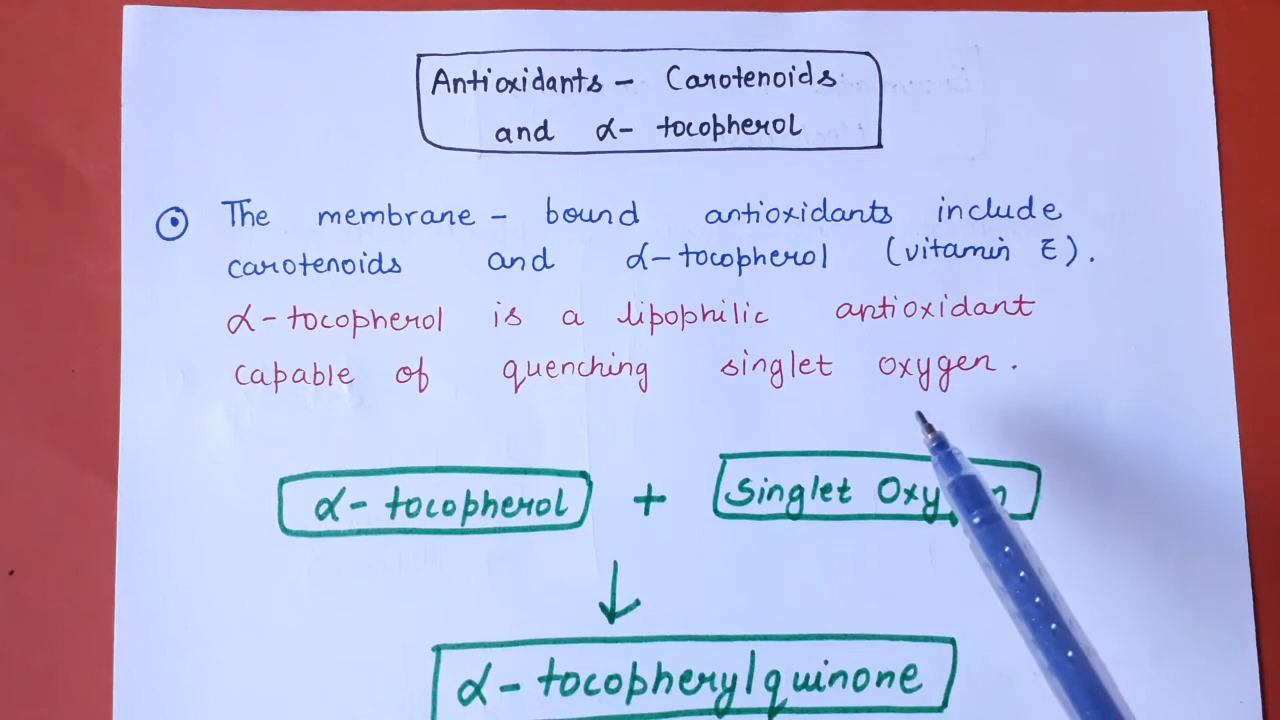 Antioxidants - Carotenoids
and α- tocopherol
The membrane - bound antioxidants include
carotenoids and α-tocopherol (vitamin E).
α-tocopherol is a lipophilic antioxidant
capable of quenching singlet oxygen.
α- tocopherol + Singlet Oxygen
↓
α-tocopherylquinone